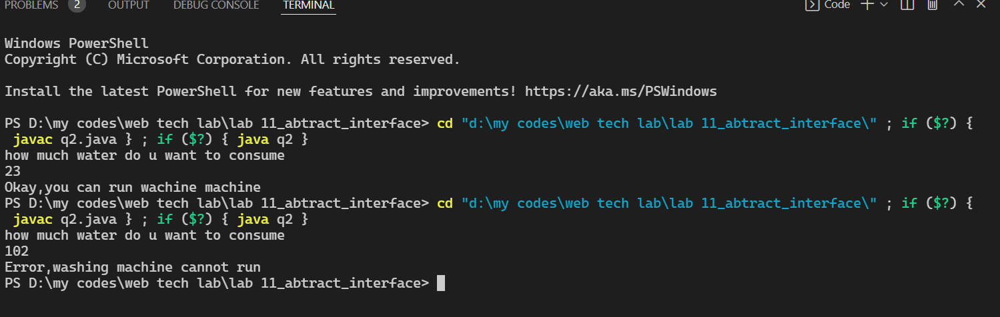 PROBLEMS 2 OUTPUT DEBUG CONSOLE TERMINAL Code
Windows PowerShell
Copyright (C) Microsoft Corporation. All rights reserved.
Install the latest PowerShell for new features and improvements! https://aka.ms/PSWindows
PS D:\my codes\web tech lab\lab 11_abtract_interface> cd "d:\my codes\web tech lab\lab 11_abtract_interface\" ; if ($?) {
javac q2.java } ; if ($?) { java q2 }
how much water do u want to consume
23
Okay,you can run wachine machine
PS D:\my codes\web tech lab\lab 11_abtract_interface> cd "d:\my codes\web tech lab\lab 11_abtract_interface\" ; if ($?) {
javac q2.java } ; if ($?) { java q2 }
how much water do u want to consume
102
Error,washing machine cannot run
PS D:\my codes\web tech lab\lab 11_abtract_interface>